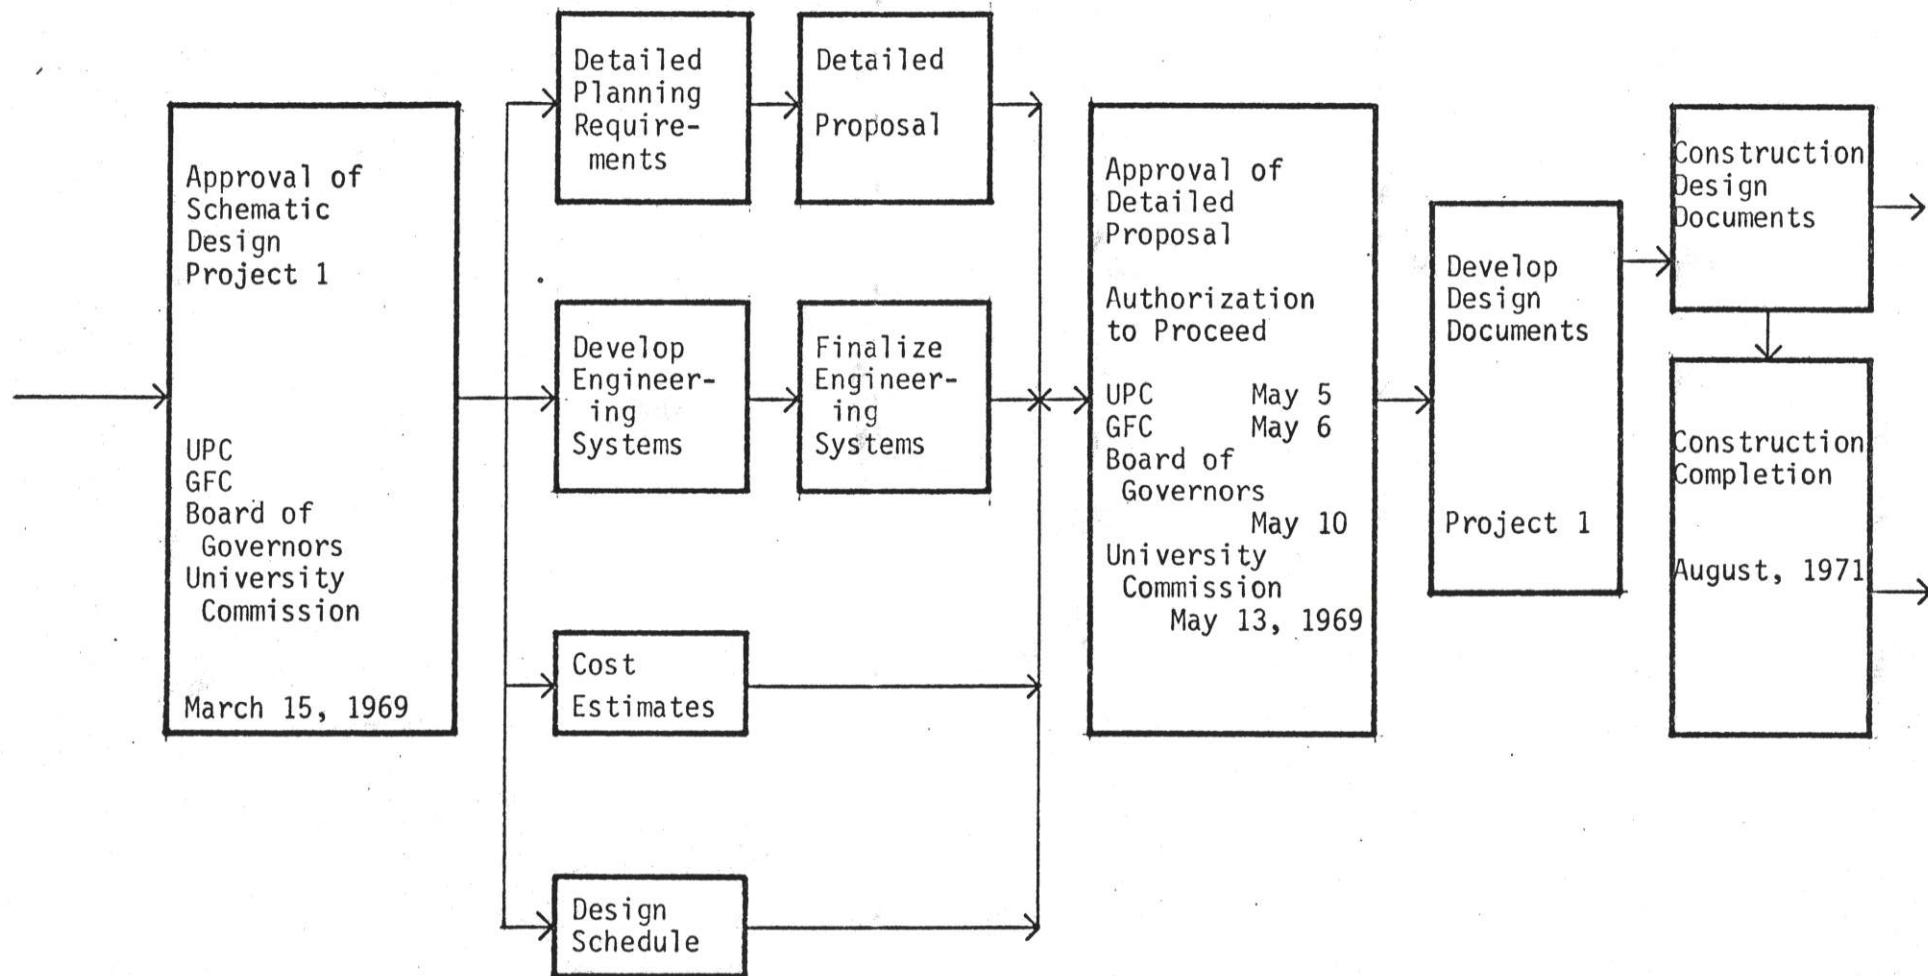 Approval of
Schematic
Design
Project 1
UPC
GFC
Board of
Governors
University
Commission
March 15, 1969
Detailed
Planning
Require-
ments
Detailed
Proposal
Develop
Engineer-
ing
Systems
Finalize
Engineer-
ing
Systems
Cost
Estimates
Design
Schedule
Approval of
Detailed
Proposal
Authorization
to Proceed
UPC May 5
GFC May 6
Board of
Governors
May 10
University
Commission
May 13, 1969
Develop
Design
Documents
Project 1
Construction
Design
Documents
Construction
Completion
August, 1971